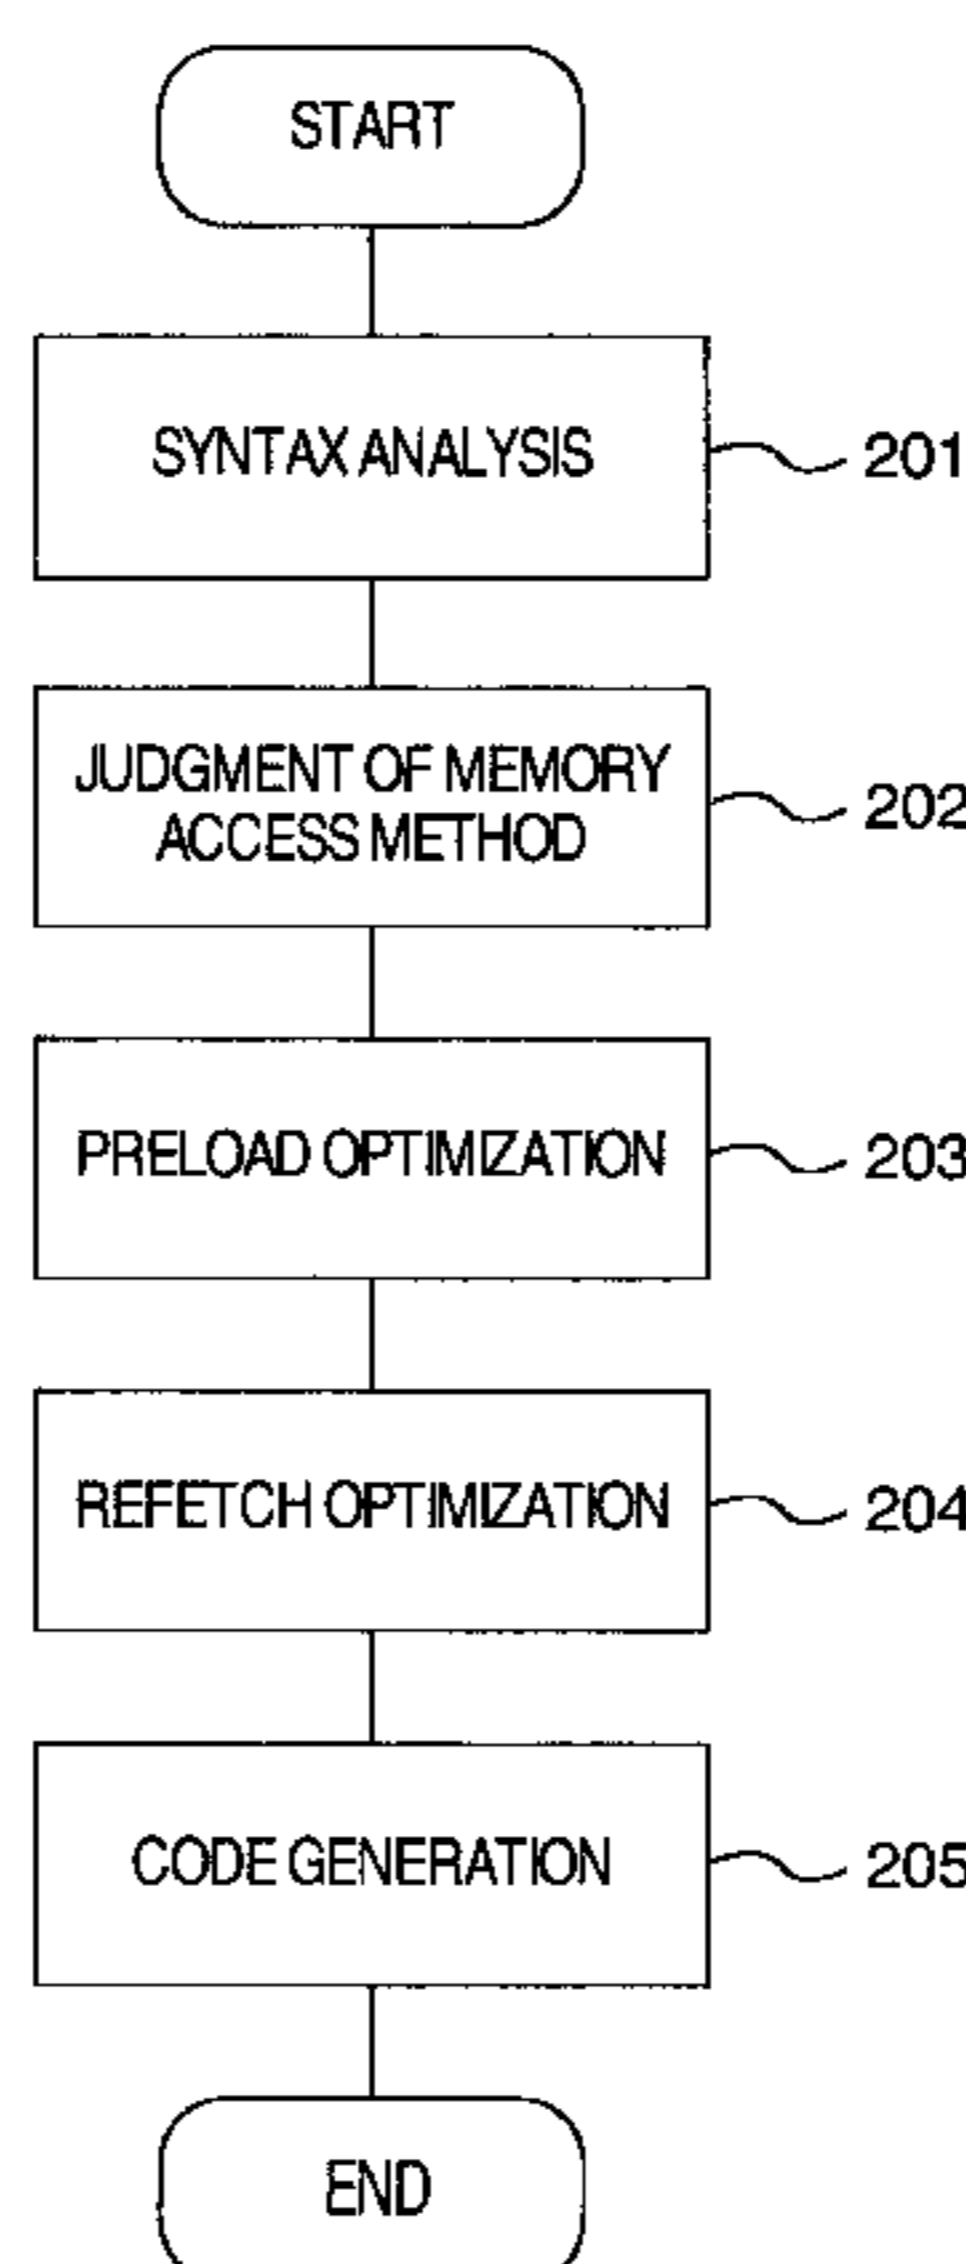 START
SYNTAX ANALYSIS
201
JUDGMENT OF MEMORY
ACCESS METHOD
202
PRELOAD OPTIMIZATION
203
REFETCH OPTIMIZATION
204
CODE GENERATION
205
END